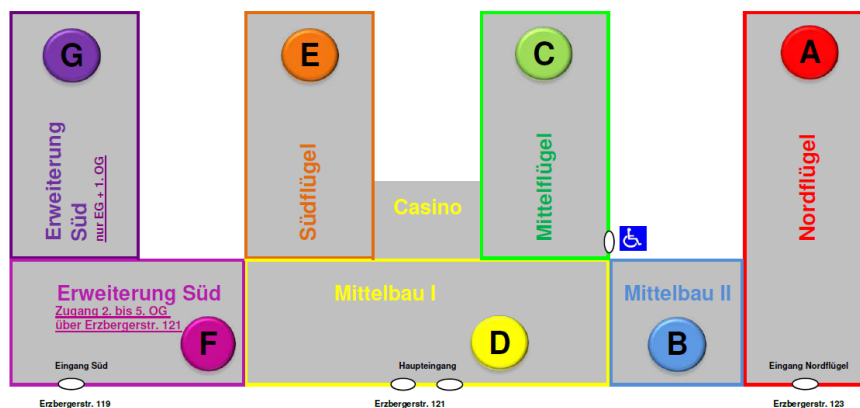 G
E
C
A
Erweiterung
Süd
nur EG + 1. OG
Südflügel
Mittelflügel
Nordflügel
Casino
Erweiterung Süd
Zugang 2. bis 5. OG
über Erzbergerstr. 121
Mittelbau I
Mittelbau II
F
D
B
Eingang Süd
Haupteingang
Eingang Nordflügel
Erzbergerstr. 119
Erzbergerstr. 121
Erzbergerstr. 123